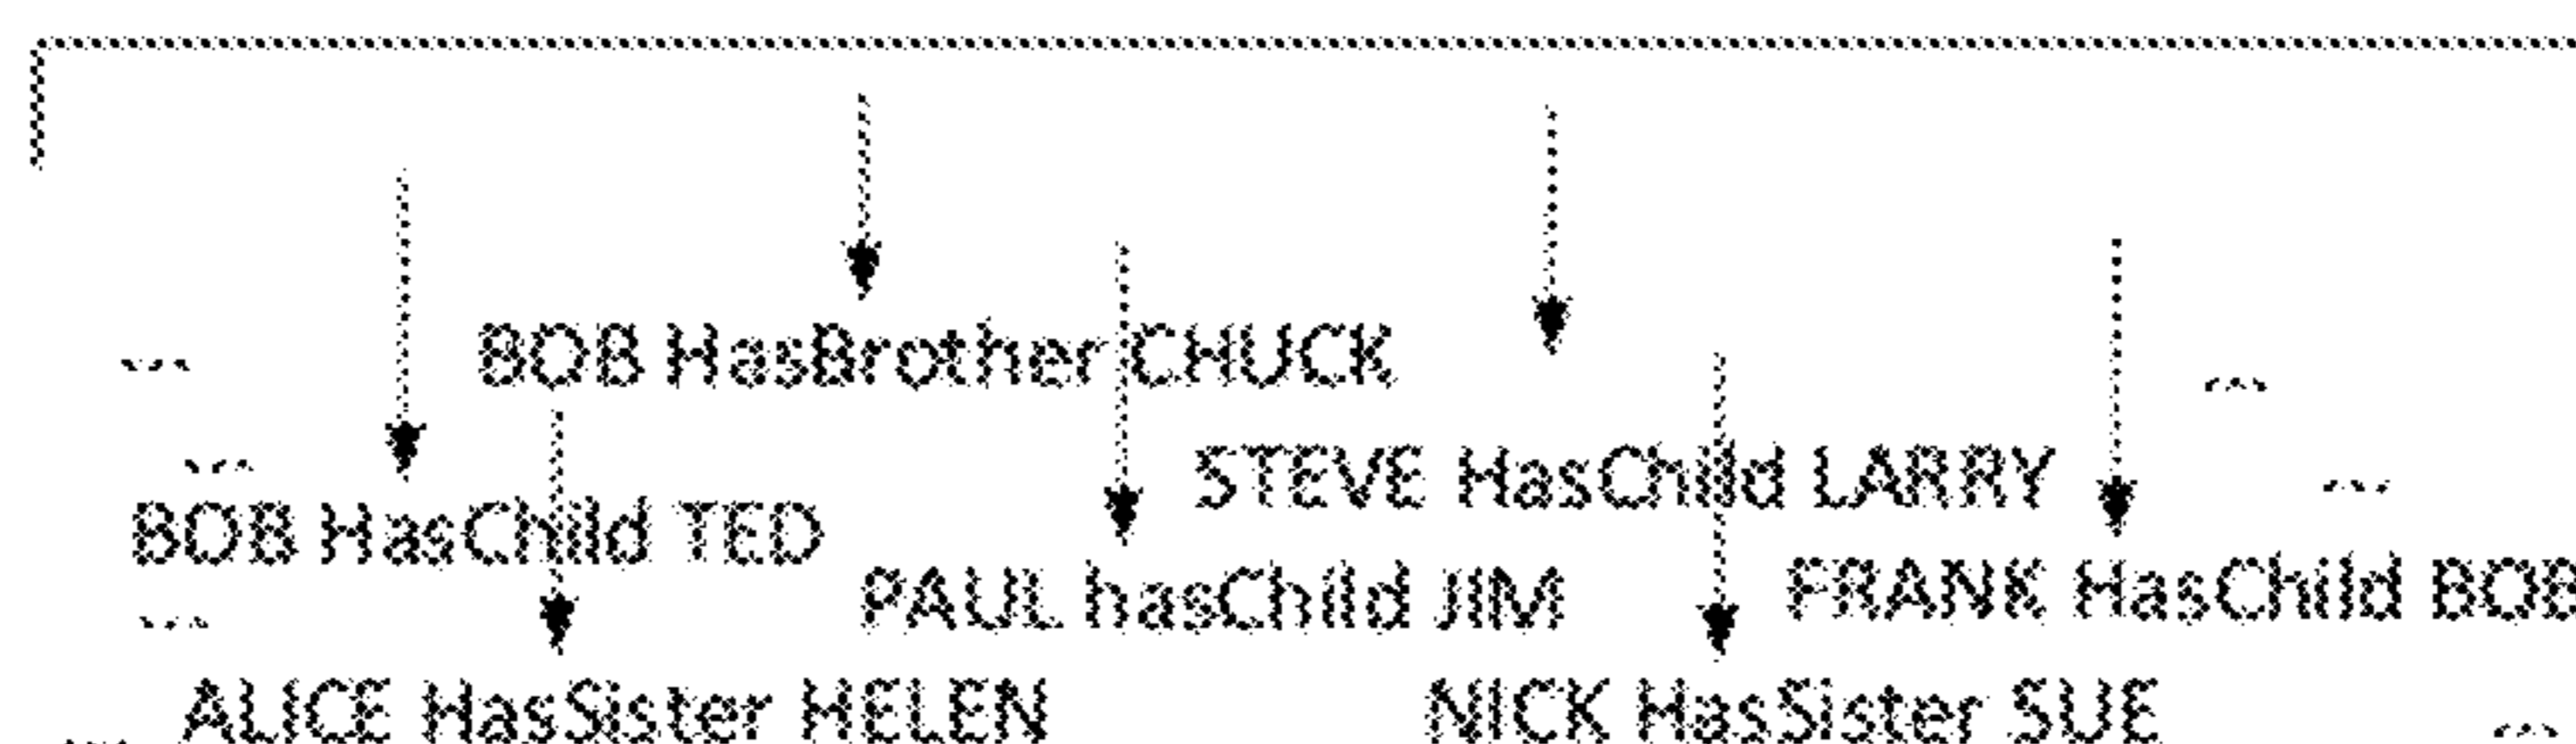 BOB HasBrother CHUCK
STEVE HasChild LARRY
BOB HasChild TED
PAUL hasChild JIM
FRANK HasChild BOB
ALICE HasSister HELEN
NICK HasSister SUE